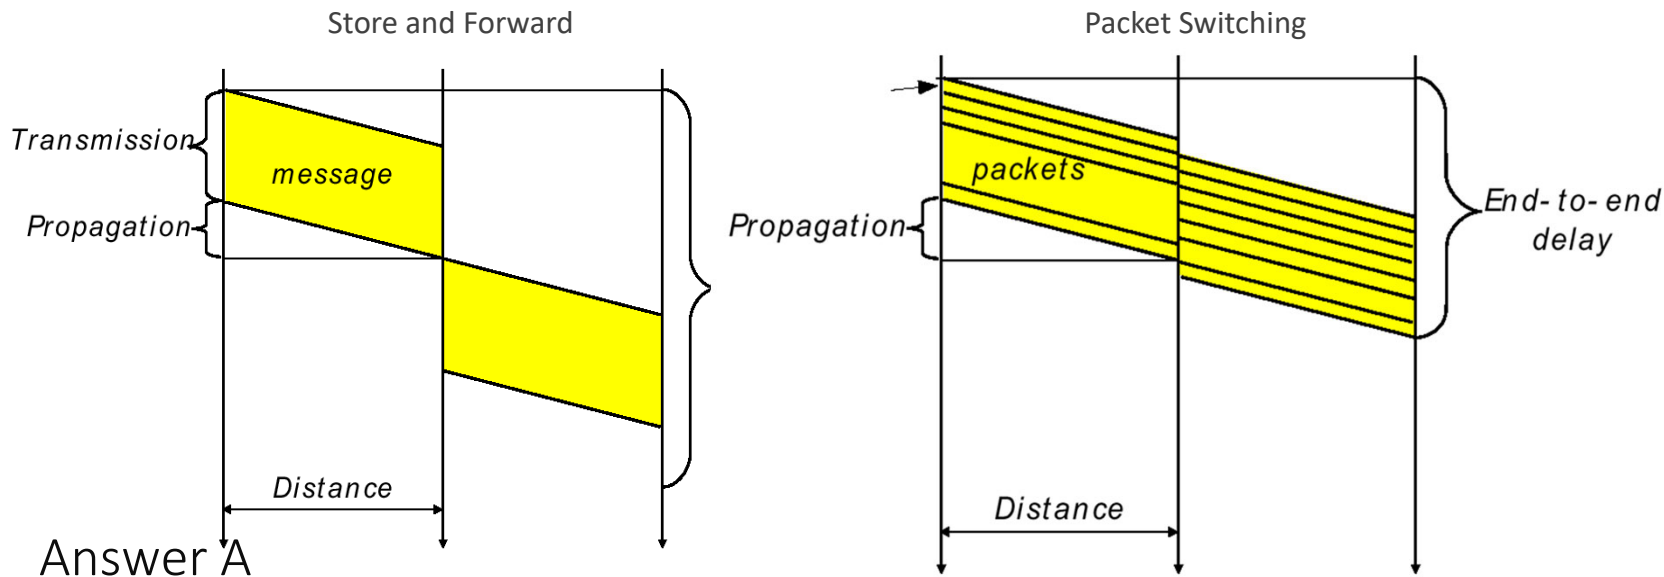 Store and Forward
Transmission
message
Propagation
Distance
Answer A
Packet Switching
packets
Propagation
End-to-end
delay
Distance